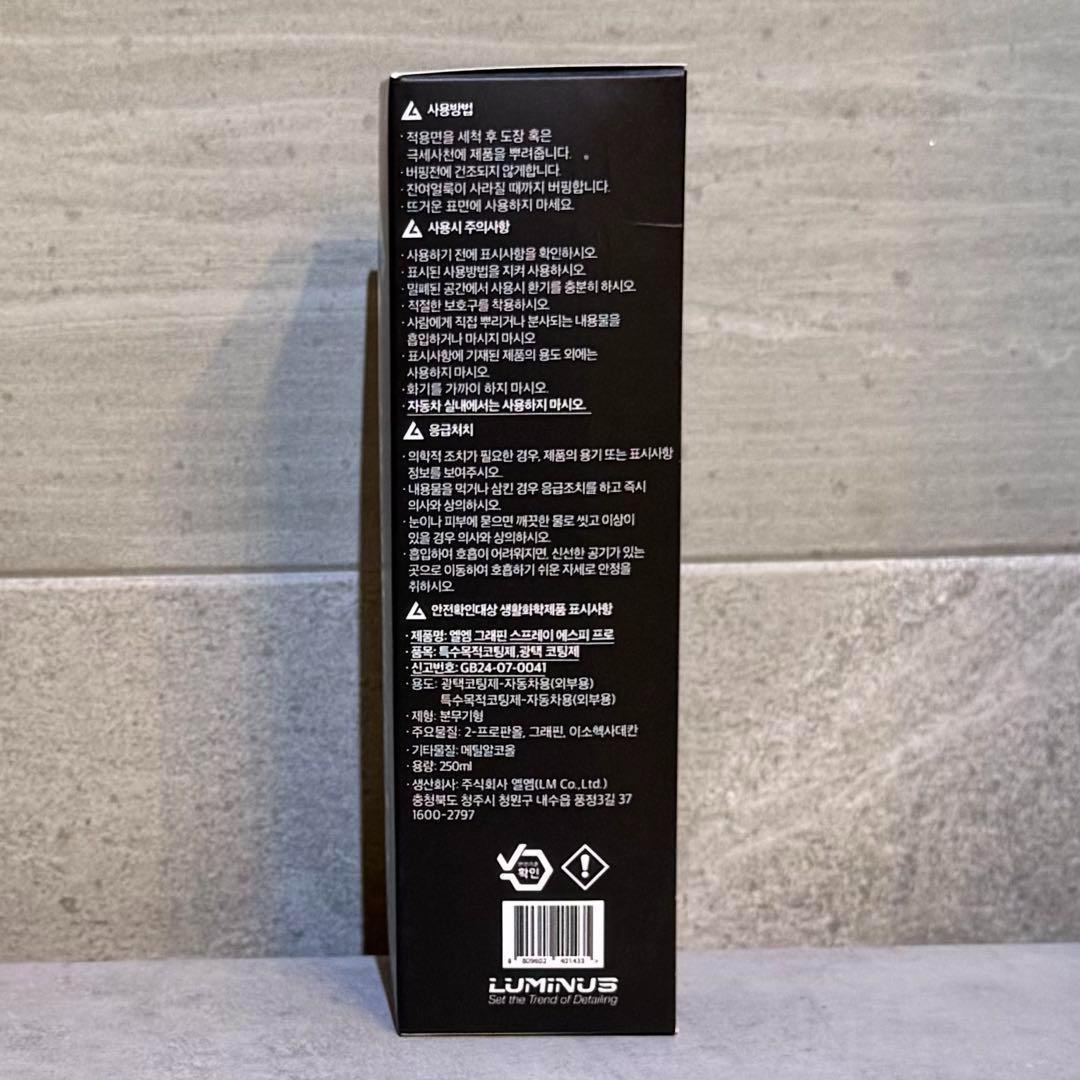 사용방법
· 적용면을 세척 후 도장 혹은
극세사천에 제품을 뿌려줍니다.
· 버핑전에 건조되지 않게합니다.
· 잔여얼룩이 사라질 때까지 버핑합니다.
· 뜨거운 표면에 사용하지 마세요.
사용시 주의사항
· 사용하기 전에 표시사항을 확인하시오
· 표시된 사용방법을 지켜 사용하시오
· 밀폐된 공간에서 사용시 환기를 충분히 하시오
· 적절한 보호구를 착용하시오
· 사람에게 직접 뿌리거나 분사되는 내용물을
흡입하거나 마시지 마시오
· 표시사항에 기재된 제품의 용도 외에는
사용하지 마시오.
· 화기를 가까이 하지 마시오.
· 자동차 실내에서는 사용하지 마시오.
응급처치
· 의학적 조치가 필요한 경우, 제품의 용기 또는 표시사항
정보를 보여주시오.
· 내용물을 먹거나 삼킨 경우 응급조치를 하고 즉시
의사와 상의하시오.
· 눈이나 피부에 묻으면 깨끗한 물로 씻고 이상이
있을 경우 의사와 상의하시오.
· 흡입하여 호흡이 어려워지면, 신선한 공기가 있는
곳으로 이동하여 호흡하기 쉬운 자세로 안정을
취하시오.
안전확인대상 생활화학제품 표시사항
· 제품명: 엘엠 그래핀 스프레이 에스피 프로
· 품목: 특수목적코팅제,광택 코팅제
· 신고번호: GB24-07-0041
· 용도: 광택코팅제-자동차용(외부용)
특수목적코팅제-자동차용(외부용)
· 제형: 분무기형
· 주요물질: 2-프로판올, 그래핀, 이소헥사데칸
· 기타물질: 메틸알코올
· 용량: 250ml
· 생산회사: 주식회사 엘엠(LM Co.,Ltd.)
충청북도 청주시 청원구 내수읍 풍정3길 37
1600-2797
안전기준
확인
8 809602 421433 >
LUMINUS
Set the Trend of Detailing